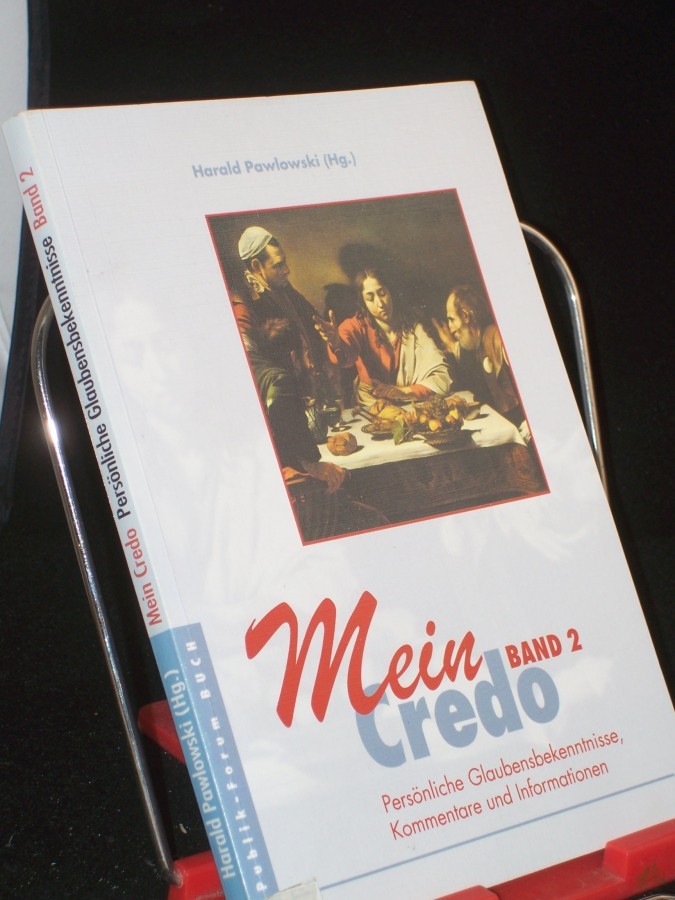 Harald Pawlowski (Hg.)
Mein
Credo
BAND 2
Persönliche Glaubensbekenntnisse,
Kommentare und Informationen
Harald Pawlowski (Hg.) Mein Credo Persönliche Glaubensbekenntnisse Band 2
Publik-Forum BUCH